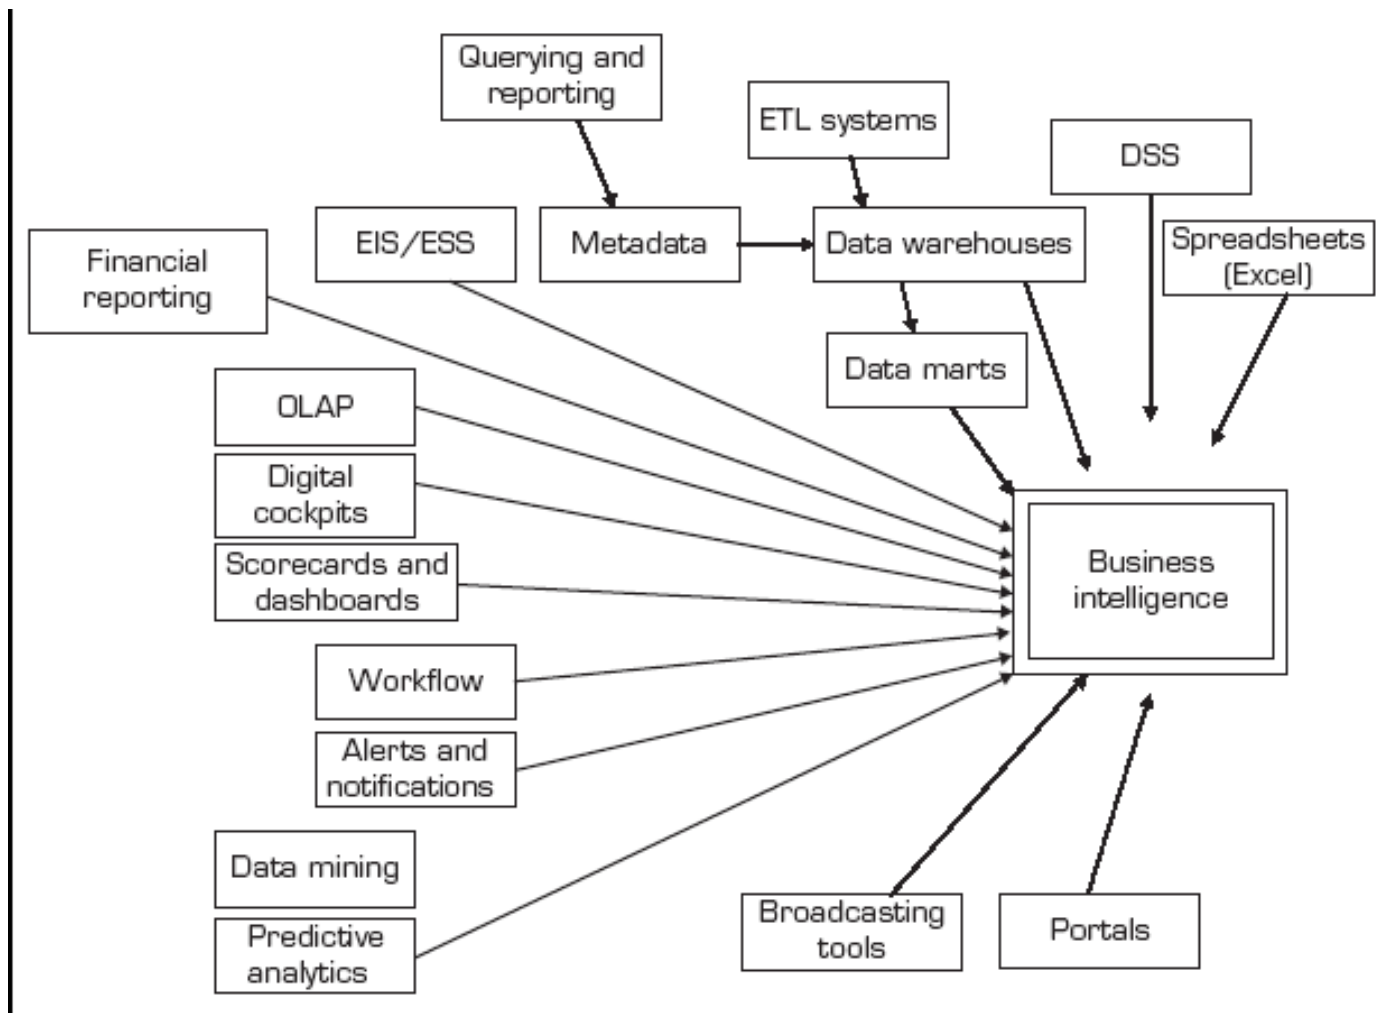 Querying and
reporting
ETL systems
DSS
EIS/ESS
Metadata
Data warehouses
Spreadsheets
(Excel)
Financial
reporting
Data marts
OLAP
Digital
cockpits
Scorecards and
dashboards
Business
intelligence
Workflow
Alerts and
notifications
Data mining
Predictive
analytics
Broadcasting
tools
Portals